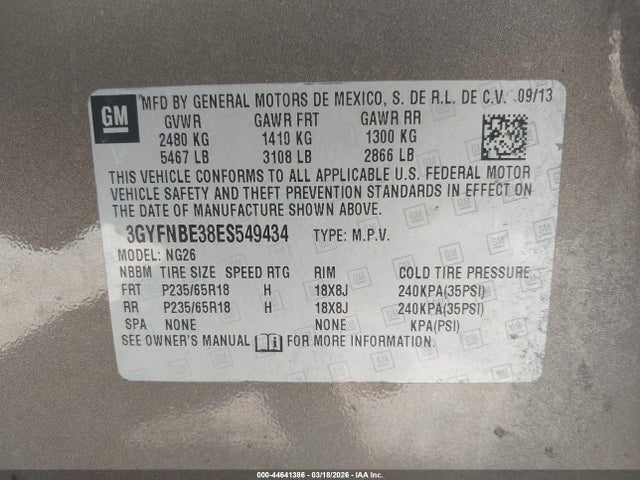 GM MFD BY GENERAL MOTORS DE MEXICO, S. DE R.L. DE C.V. 09/13
GVWR GAWR FRT GAWR RR
2480 KG 1410 KG 1300 KG
5467 LB 3108 LB 2866 LB
THIS VEHICLE CONFORMS TO ALL APPLICABLE U.S. FEDERAL MOTOR
VEHICLE SAFETY AND THEFT PREVENTION STANDARDS IN EFFECT ON
THE DATE OF MANUFACTURE SHOWN ABOVE.
3GYFNBE38ES549434 TYPE: M.P.V.
MODEL: NG26
NBBM TIRE SIZE SPEED RTG RIM COLD TIRE PRESSURE
FRT P235/65R18 H 18X8J 240KPA(35PSI)
RR P235/65R18 H 18X8J 240KPA(35PSI)
SPA NONE NONE KPA(PSI)
SEE OWNER'S MANUAL FOR MORE INFORMATION.
000-44641386 - 03/18/2026 - IAA Inc.